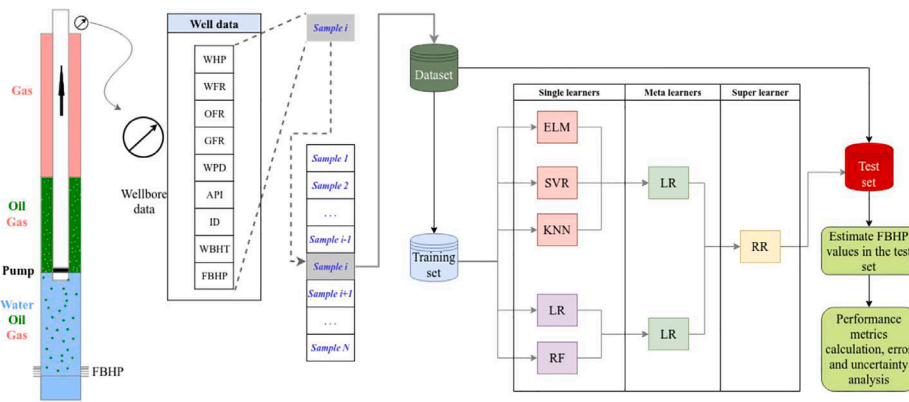 Gas
Oil
Gas
Pump
Water
Oil
Gas
FBHP
Wellbore
data
Well data
WHP
WFR
OFR
GFR
WPD
API
ID
WBHT
FBHP
Sample i
Sample 1
Sample 2
...
Sample i-1
Sample i
Sample i+1
...
Sample N
Dataset
Training
set
Single learners
Meta learners
Super learner
ELM
SVR
KNN
LR
RF
LR
LR
RR
Test
set
Estimate FBHP
values in the test
set
Performance
metrics
calculation, error
and uncertainty
analysis